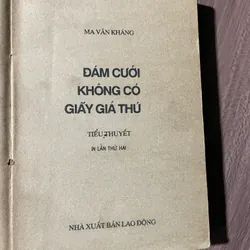 MA VĂN KHÁNG
ĐÁM CƯỚI
KHÔNG CÓ
GIẤY GIÁ THÚ
TIỂU THUYẾT
IN LẦN THỨ HAI
NHÀ XUẤT BẢN LAO ĐỘNG